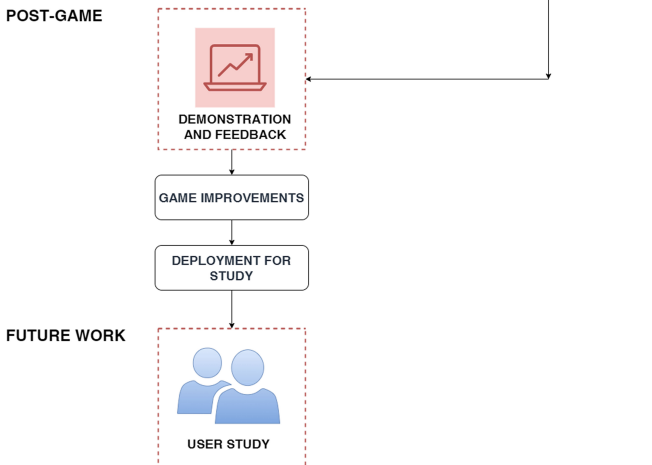 POST-GAME
DEMONSTRATION
AND FEEDBACK
GAME IMPROVEMENTS
DEPLOYMENT FOR
STUDY
FUTURE WORK
USER STUDY